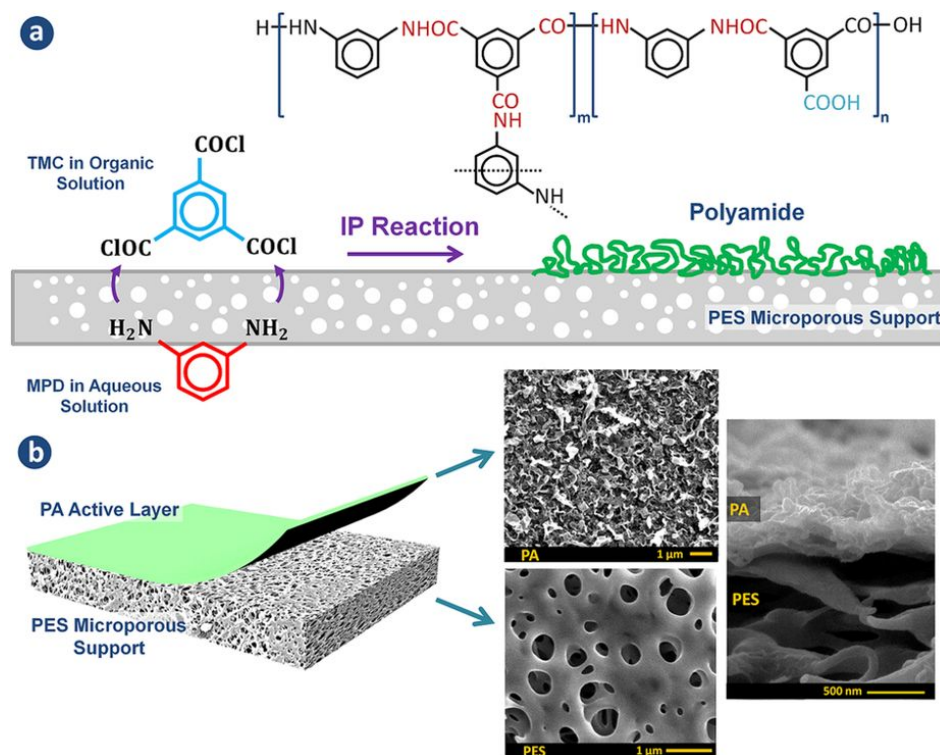 a
H
HN
NHOC
CO
CO
HN
NHOC
CO
OH
m
n
CO
HN
COOH
NH
TMC in Organic
Solution
COCl
ClOC
COCl
IP Reaction
Polyamide
H₂N
NH₂
PES Microporous Support
MPD in Aqueous
Solution
b
PA Active Layer
PES Microporous
Support
PA
1 µm
PES
1 µm
PA
PES
500 nm